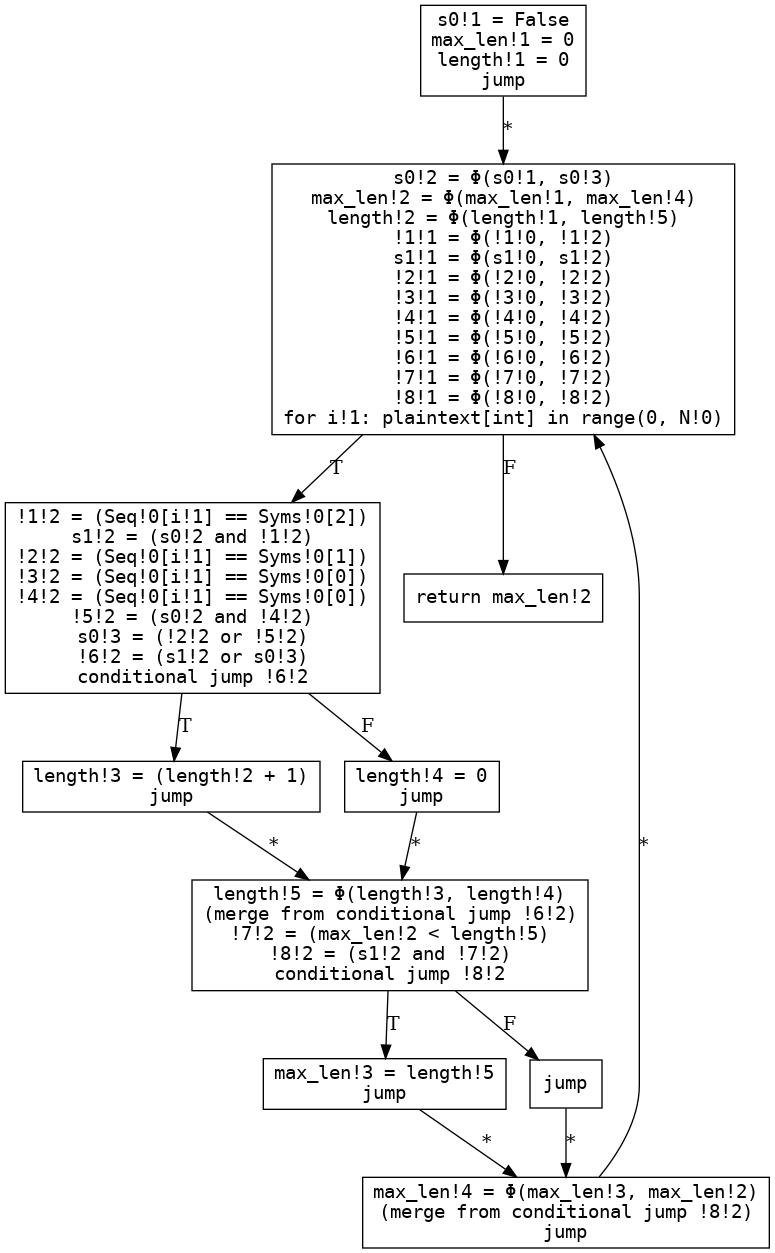 s0!1 = False
max_len!1 = 0
length!1 = 0
jump
*
s0!2 = Φ(s0!1, s0!3)
max_len!2 = Φ(max_len!1, max_len!4)
length!2 = Φ(length!1, length!5)
!1!1 = Φ(!1!0, !1!2)
s1!1 = Φ(s1!0, s1!2)
!2!1 = Φ(!2!0, !2!2)
!3!1 = Φ(!3!0, !3!2)
!4!1 = Φ(!4!0, !4!2)
!5!1 = Φ(!5!0, !5!2)
!6!1 = Φ(!6!0, !6!2)
!7!1 = Φ(!7!0, !7!2)
!8!1 = Φ(!8!0, !8!2)
for i!1: plaintext[int] in range(0, N!0)
T
F
!1!2 = (Seq!0[i!1] == Syms!0[2])
s1!2 = (s0!2 and !1!2)
!2!2 = (Seq!0[i!1] == Syms!0[1])
!3!2 = (Seq!0[i!1] == Syms!0[0])
!4!2 = (Seq!0[i!1] == Syms!0[0])
!5!2 = (s0!2 and !4!2)
s0!3 = (!2!2 or !5!2)
!6!2 = (s1!2 or s0!3)
conditional jump !6!2
return max_len!2
T
F
length!3 = (length!2 + 1)
jump
length!4 = 0
jump
*
*
*
length!5 = Φ(length!3, length!4)
(merge from conditional jump !6!2)
!7!2 = (max_len!2 < length!5)
!8!2 = (s1!2 and !7!2)
conditional jump !8!2
T
F
max_len!3 = length!5
jump
jump
*
*
max_len!4 = Φ(max_len!3, max_len!2)
(merge from conditional jump !8!2)
jump